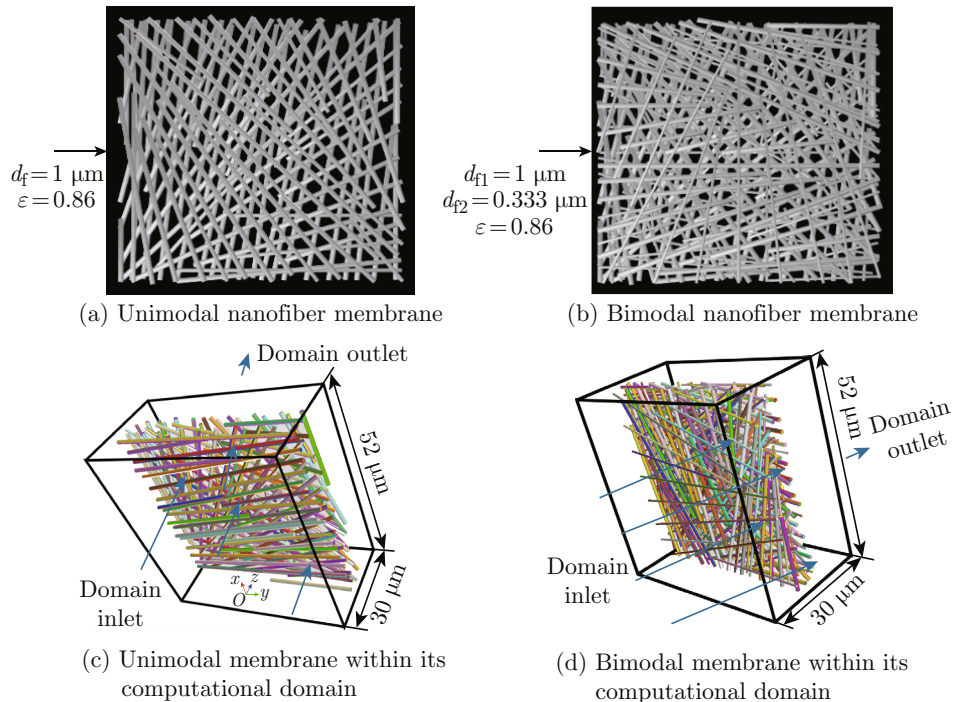 d_f = 1 μm
ε = 0.86
(a) Unimodal nanofiber membrane
d_f1 = 1 μm
d_f2 = 0.333 μm
ε = 0.86
(b) Bimodal nanofiber membrane
Domain outlet
52 μm
30 μm
Domain
inlet
x
z
O
y
(c) Unimodal membrane within its
computational domain
52 μm
Domain
outlet
Domain
inlet
30 μm
(d) Bimodal membrane within its
computational domain